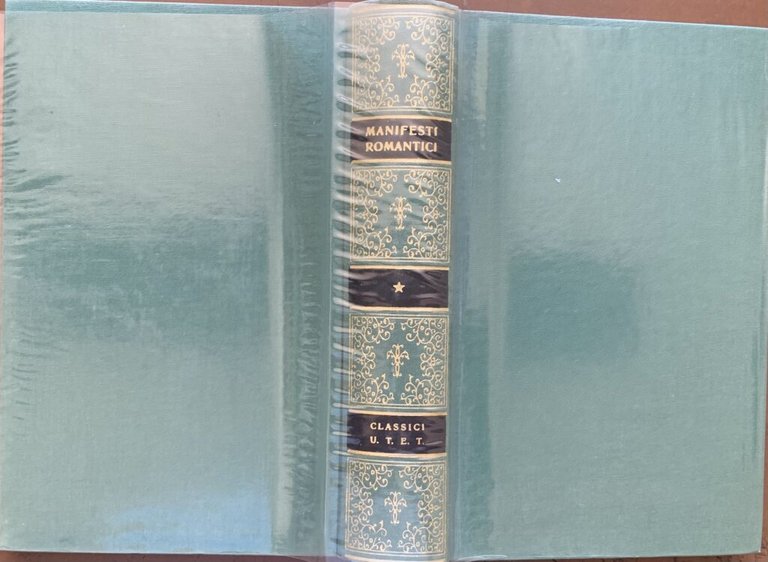 MANIFESTI
ROMANTICI
CLASSICI
U. T. E. T.